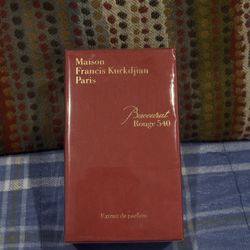 Maison
Francis Kurkdjian
Paris
Baccarat
Rouge 540
Extrait de parfum